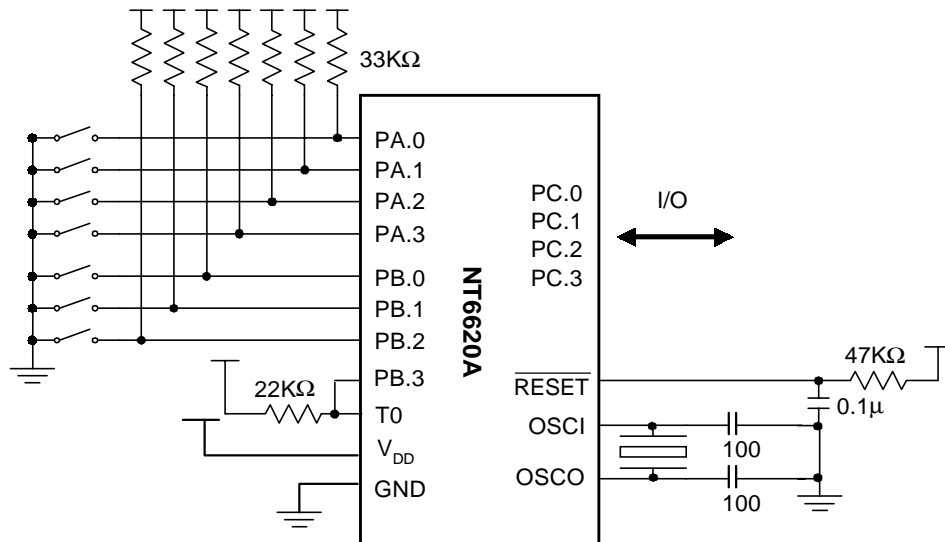 33KΩ
PA.0
PA.1
PA.2
PA.3
PB.0
PB.1
PB.2
PB.3
22KΩ
T0
VDD
GND
NT6620A
PC.0
PC.1
PC.2
PC.3
I/O
RESET
47KΩ
0.1μ
OSCI
100
OSCO
100